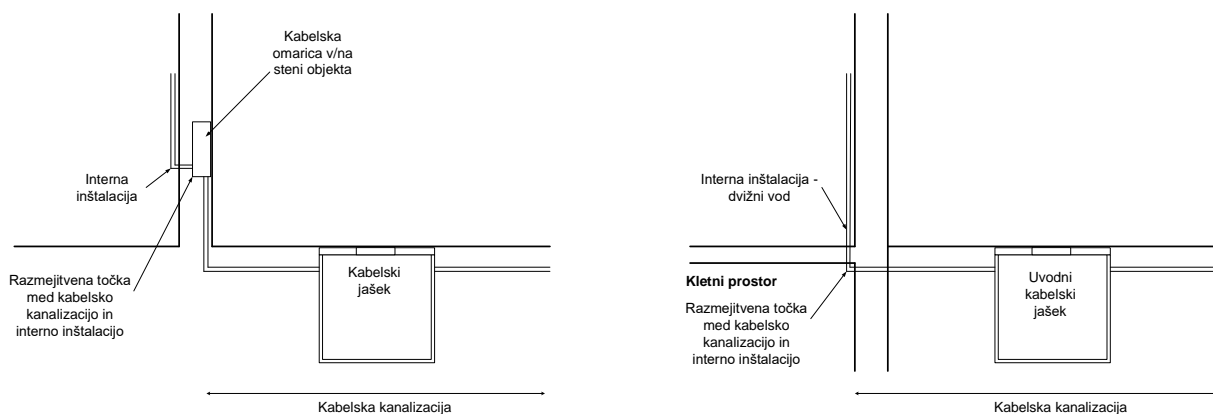 Kabelska
omarica v/na
steni objekta
Interna
inštalacija
Razmejitvena točka
med kabelsko
kanalizacijo in
interno inštalacijo
Kabelski
jašek
Kabelska kanalizacija
Interna inštalacija -
dvižni vod
Kletni prostor
Razmejitvena točka
med kabelsko
kanalizacijo in
interno inštalacijo
Uvodni
kabelski
jašek
Kabelska kanalizacija